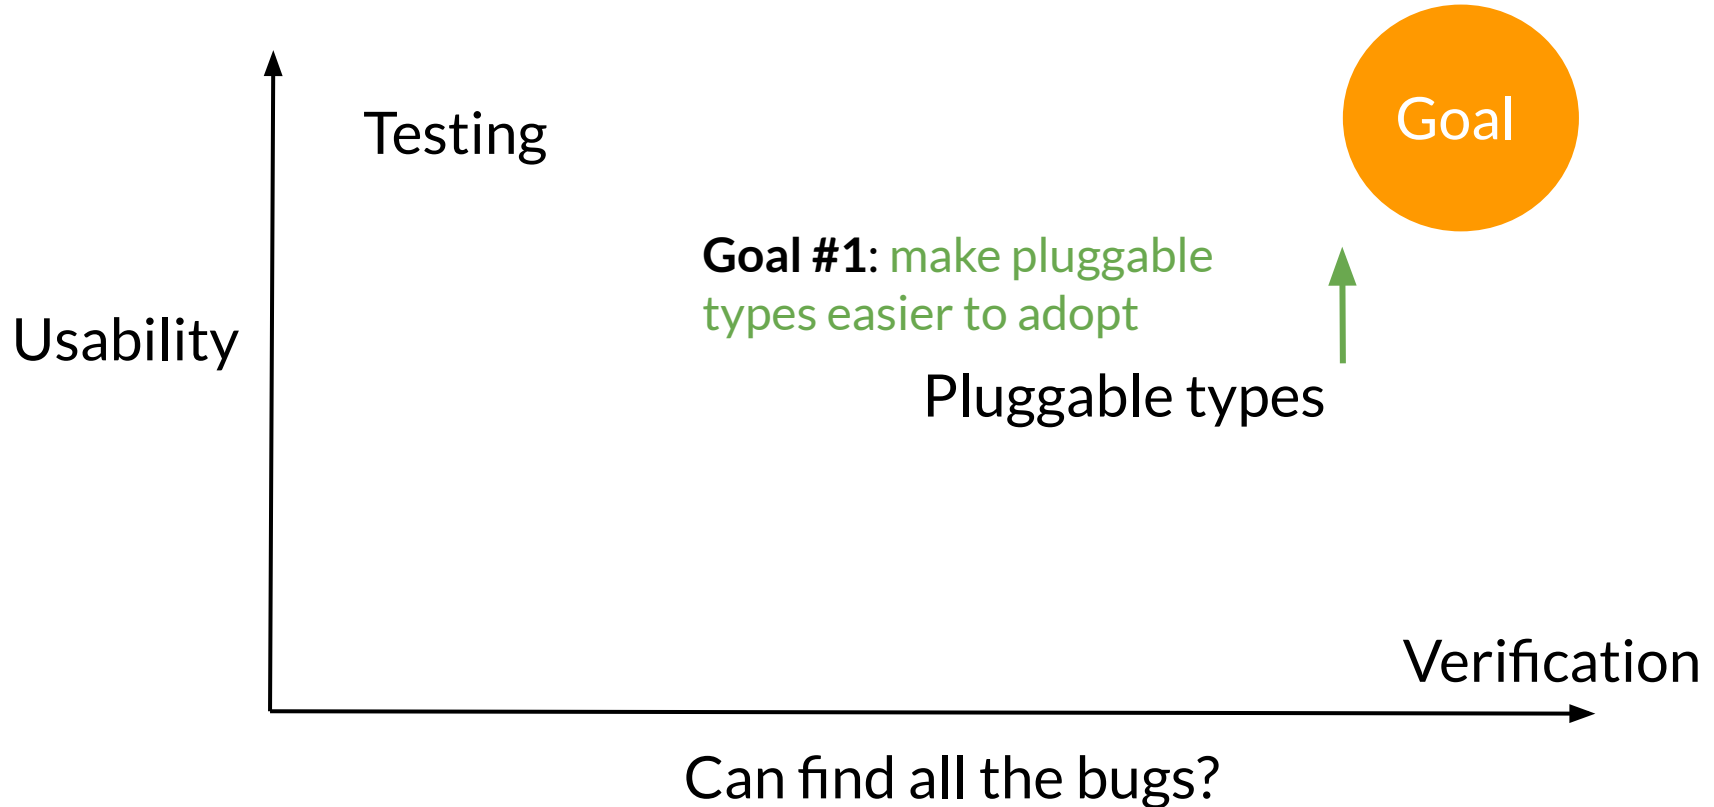 Testing
Goal
Goal #1: make pluggable
types easier to adopt
Usability
Pluggable types
Verification
Can find all the bugs?